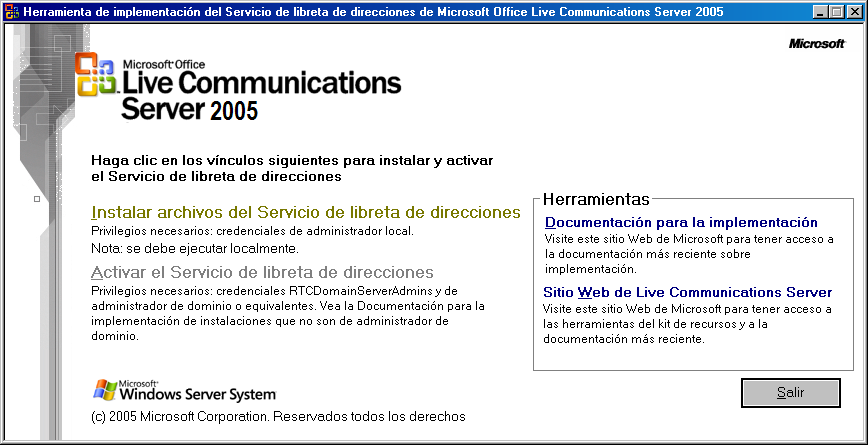 Herramienta de implementación del Servicio de libreta de direcciones de Microsoft Office Live Communications Server 2005
Microsoft
Microsoft Office
Live Communications
Server 2005
Haga clic en los vínculos siguientes para instalar y activar
el Servicio de libreta de direcciones
Instalar archivos del Servicio de libreta de direcciones
Privilegios necesarios: credenciales de administrador local.
Nota: se debe ejecutar localmente.
Activar el Servicio de libreta de direcciones
Privilegios necesarios: credenciales RTCDomainServerAdmins y de
administrador de dominio o equivalentes. Vea la Documentación para la
implementación de instalaciones que no son de administrador de
dominio.
Herramientas
Documentación para la implementación
Visite este sitio Web de Microsoft para tener acceso a
la documentación más reciente sobre
implementación.
Sitio Web de Live Communications Server
Visite este sitio Web de Microsoft para tener acceso a
las herramientas del kit de recursos y a la
documentación más reciente.
Salir
Microsoft
Windows Server System
(c) 2005 Microsoft Corporation. Reservados todos los derechos